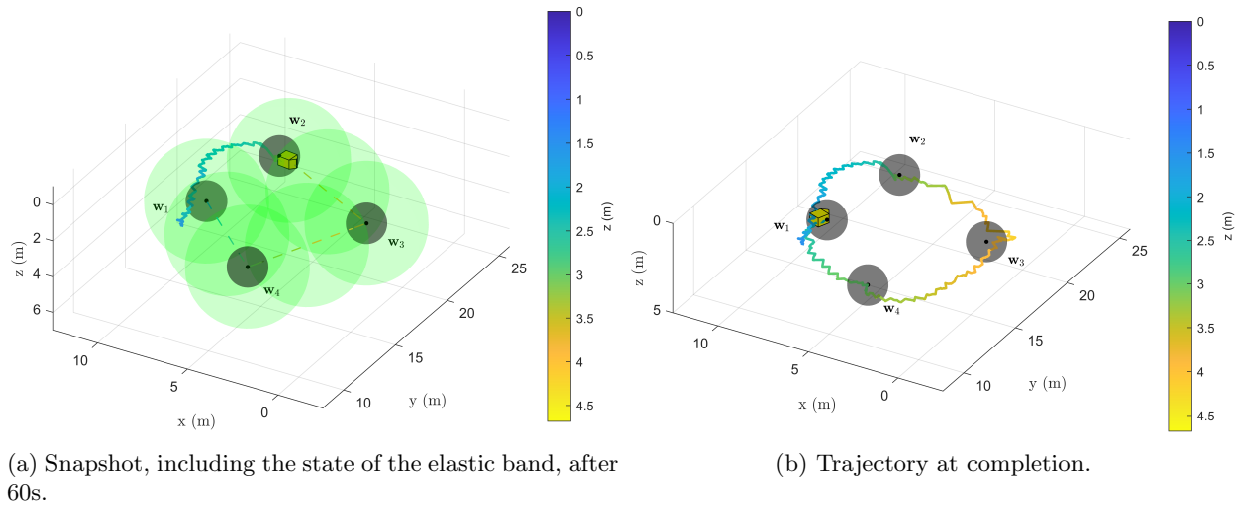 0
0.5
1
1.5
2
2.5
3
3.5
4
4.5
z (m)
w2
w1
w3
w4
0
2
4
6
z (m)
10
5
0
x (m)
10
15
20
25
y (m)
0
0.5
1
1.5
2
2.5
3
3.5
4
4.5
z (m)
w2
w1
w3
w4
0
5
z (m)
10
5
0
x (m)
10
15
20
25
y (m)
(a) Snapshot, including the state of the elastic band, after
60s.
(b) Trajectory at completion.